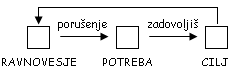 porušenje zadovoljiš
RAVNOVESJE POTREBA CILJ